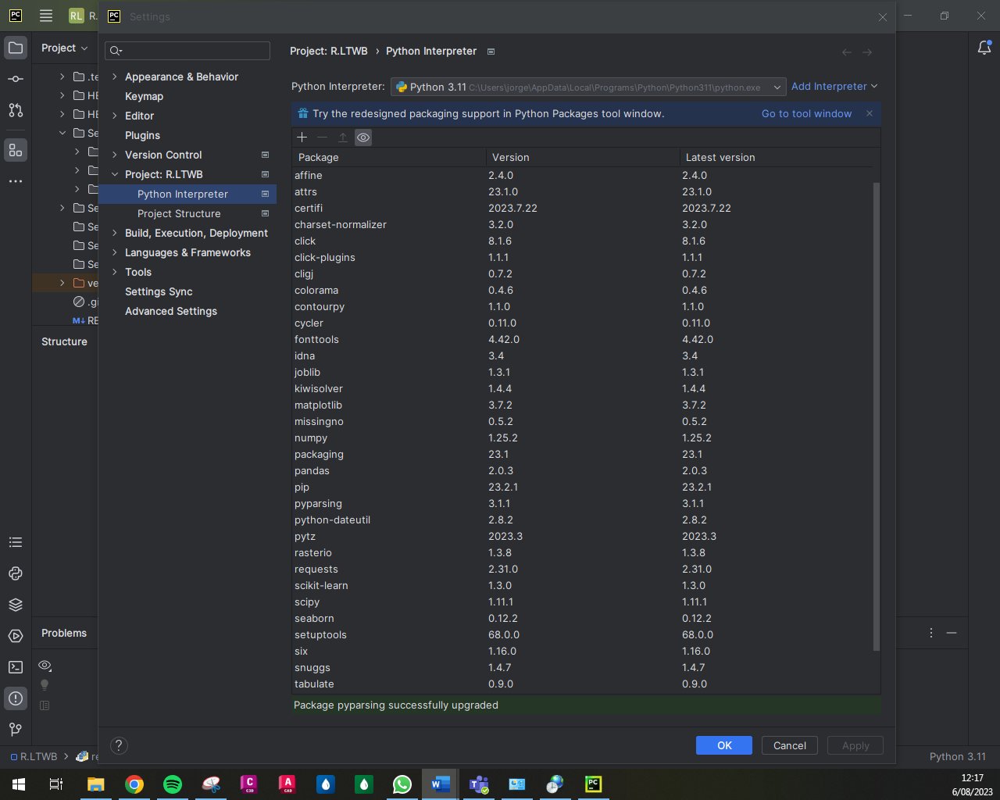 PC
RL R.
PC Settings
Project
Project: R.LTWB › Python Interpreter
.te
HE
HE
Se
Se
Se
Se
Se
ve
.gi
M↓ RE
Structure
Appearance & Behavior
Keymap
Editor
Plugins
Version Control
Project: R.LTWB
Python Interpreter
Project Structure
Build, Execution, Deployment
Languages & Frameworks
Tools
Settings Sync
Advanced Settings
Python Interpreter: Python 3.11 C:\Users\jorge\AppData\Local\Programs\Python\Python311\python.exe Add Interpreter
Try the redesigned packaging support in Python Packages tool window. Go to tool window
Package Version Latest version
affine 2.4.0 2.4.0
attrs 23.1.0 23.1.0
certifi 2023.7.22 2023.7.22
charset-normalizer 3.2.0 3.2.0
click 8.1.6 8.1.6
click-plugins 1.1.1 1.1.1
cligj 0.7.2 0.7.2
colorama 0.4.6 0.4.6
contourpy 1.1.0 1.1.0
cycler 0.11.0 0.11.0
fonttools 4.42.0 4.42.0
idna 3.4 3.4
joblib 1.3.1 1.3.1
kiwisolver 1.4.4 1.4.4
matplotlib 3.7.2 3.7.2
missingno 0.5.2 0.5.2
numpy 1.25.2 1.25.2
packaging 23.1 23.1
pandas 2.0.3 2.0.3
pip 23.2.1 23.2.1
pyparsing 3.1.1 3.1.1
python-dateutil 2.8.2 2.8.2
pytz 2023.3 2023.3
rasterio 1.3.8 1.3.8
requests 2.31.0 2.31.0
scikit-learn 1.3.0 1.3.0
scipy 1.11.1 1.11.1
seaborn 0.12.2 0.12.2
setuptools 68.0.0 68.0.0
six 1.16.0 1.16.0
snuggs 1.4.7 1.4.7
tabulate 0.9.0 0.9.0
Package pyparsing successfully upgraded
Problems
? OK Cancel Apply
R.LTWB › re
Python 3.11
C C3D
A CAD
W
PC
12:17
6/08/2023